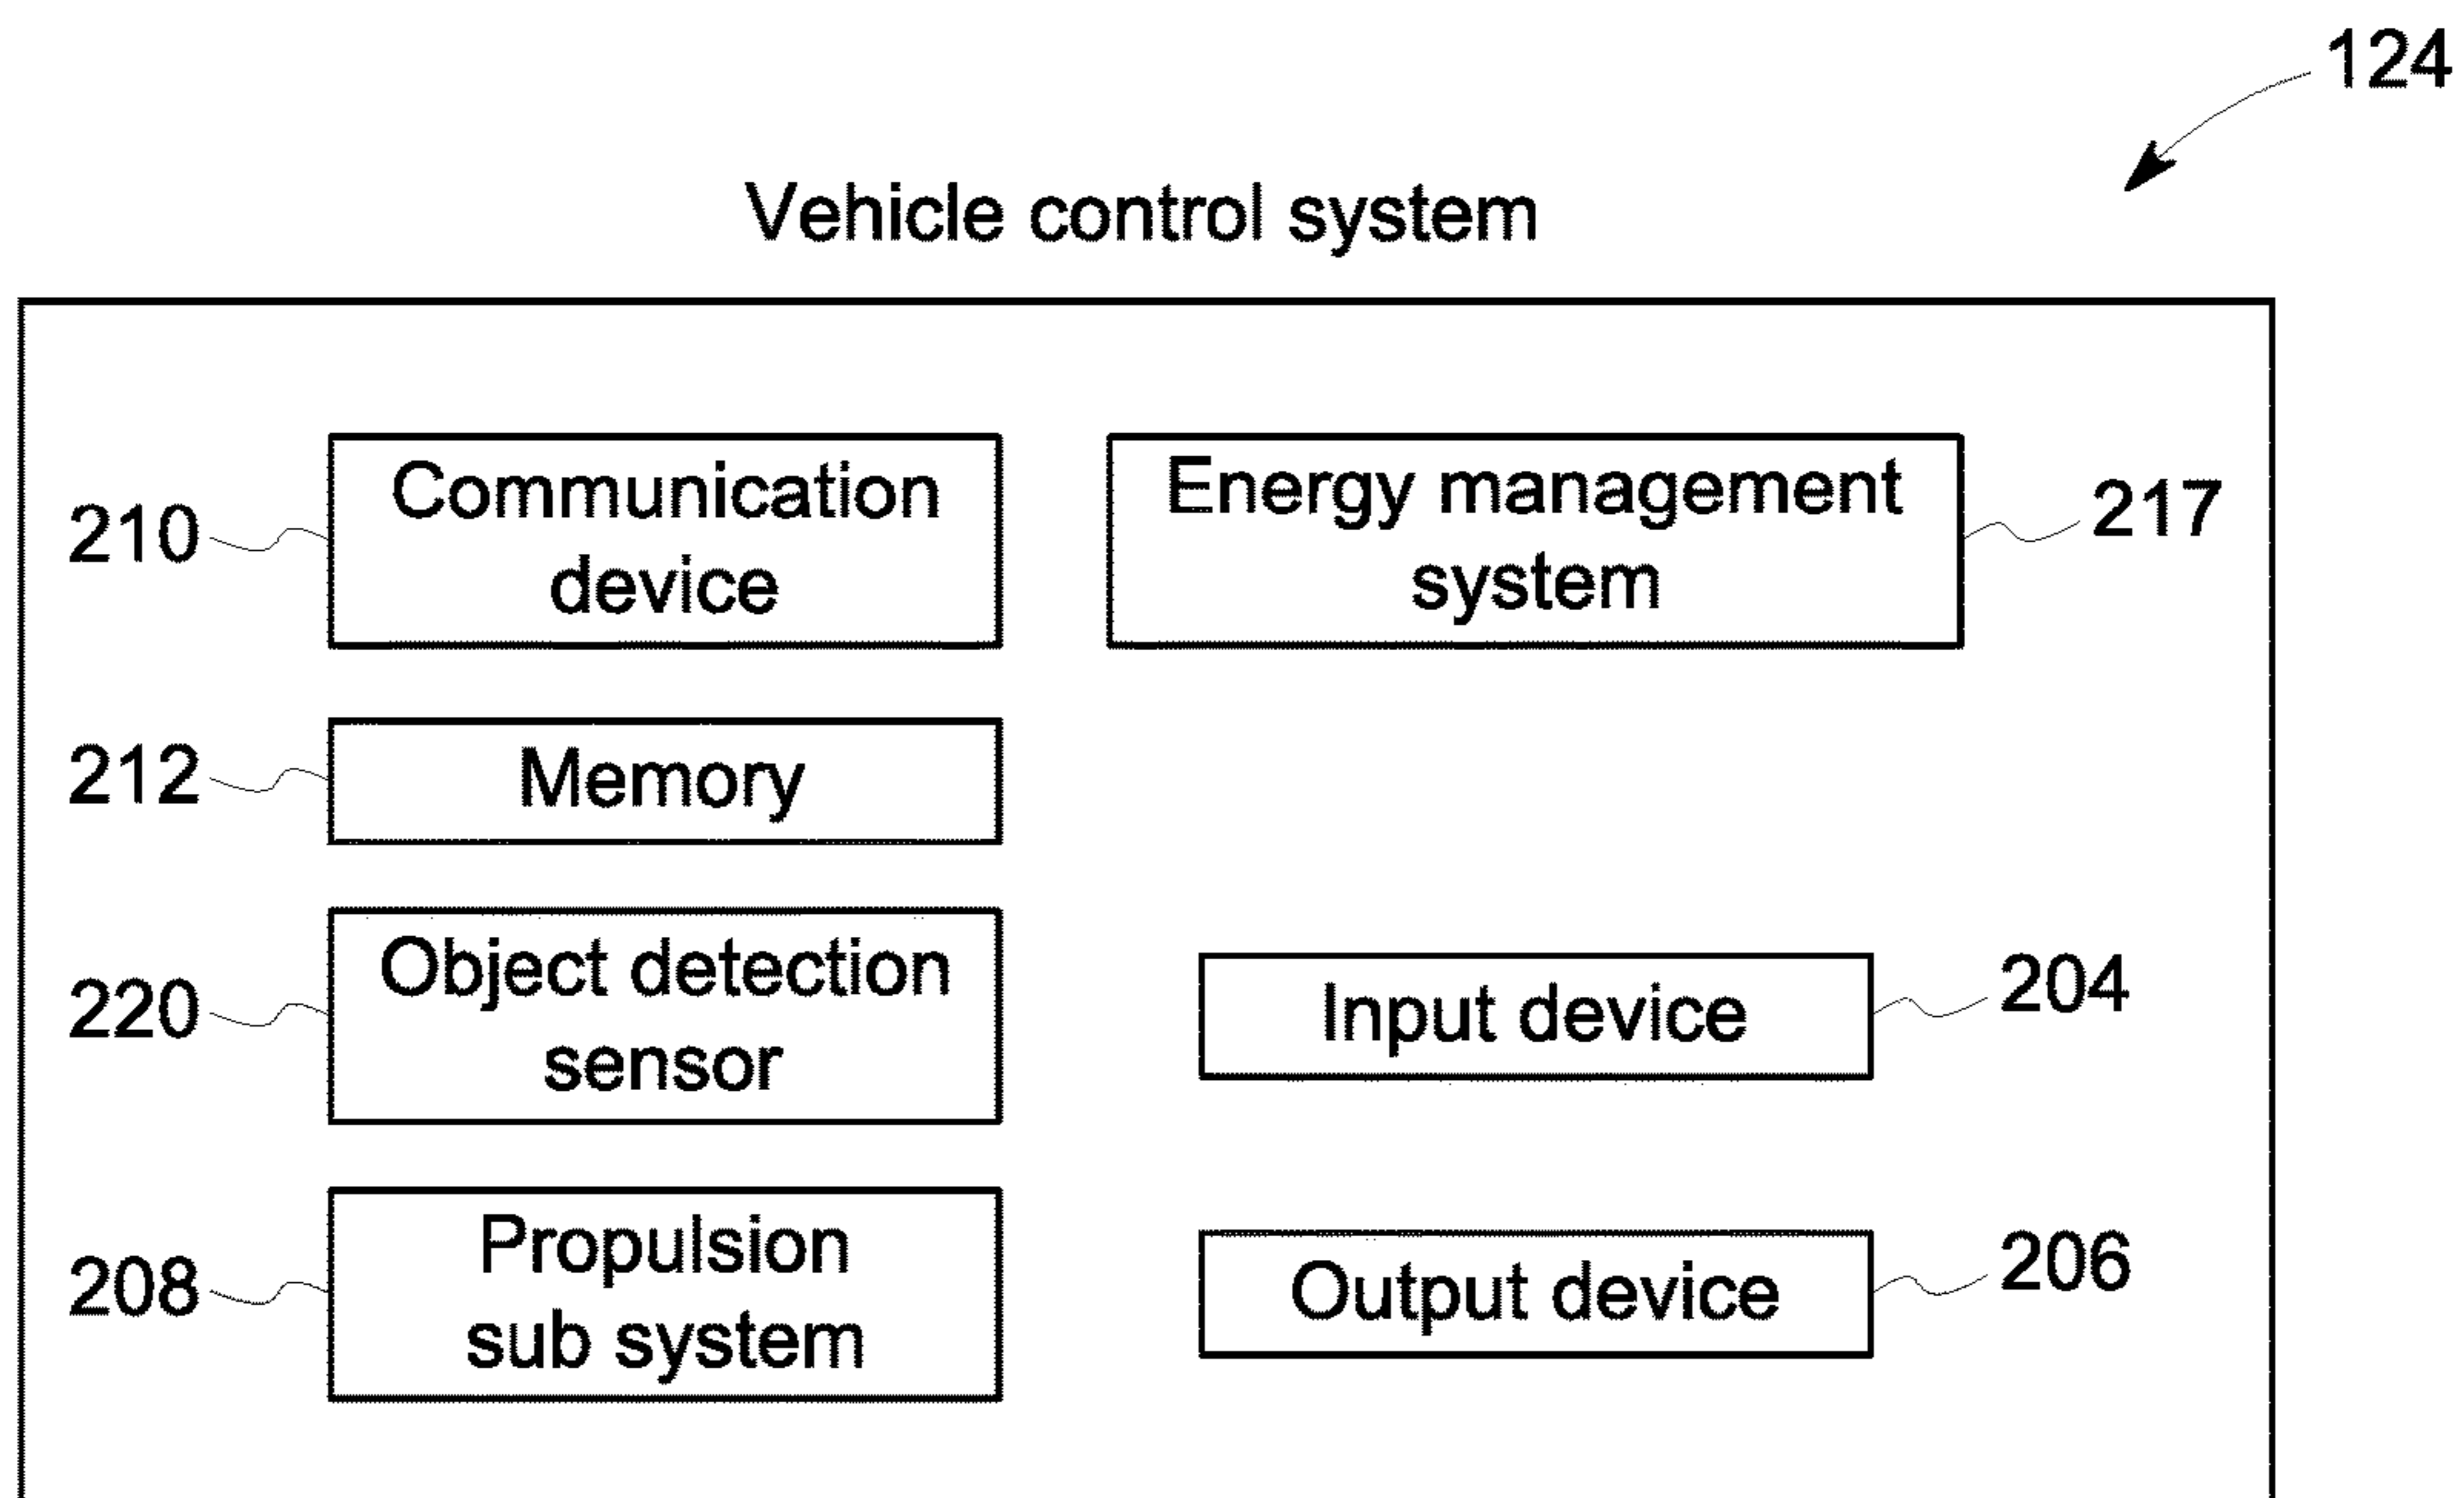 124
Vehicle control system
210
Communication
device
Energy management
system
217
212
Memory
220
Object detection
sensor
Input device
204
208
Propulsion
sub system
Output device
206